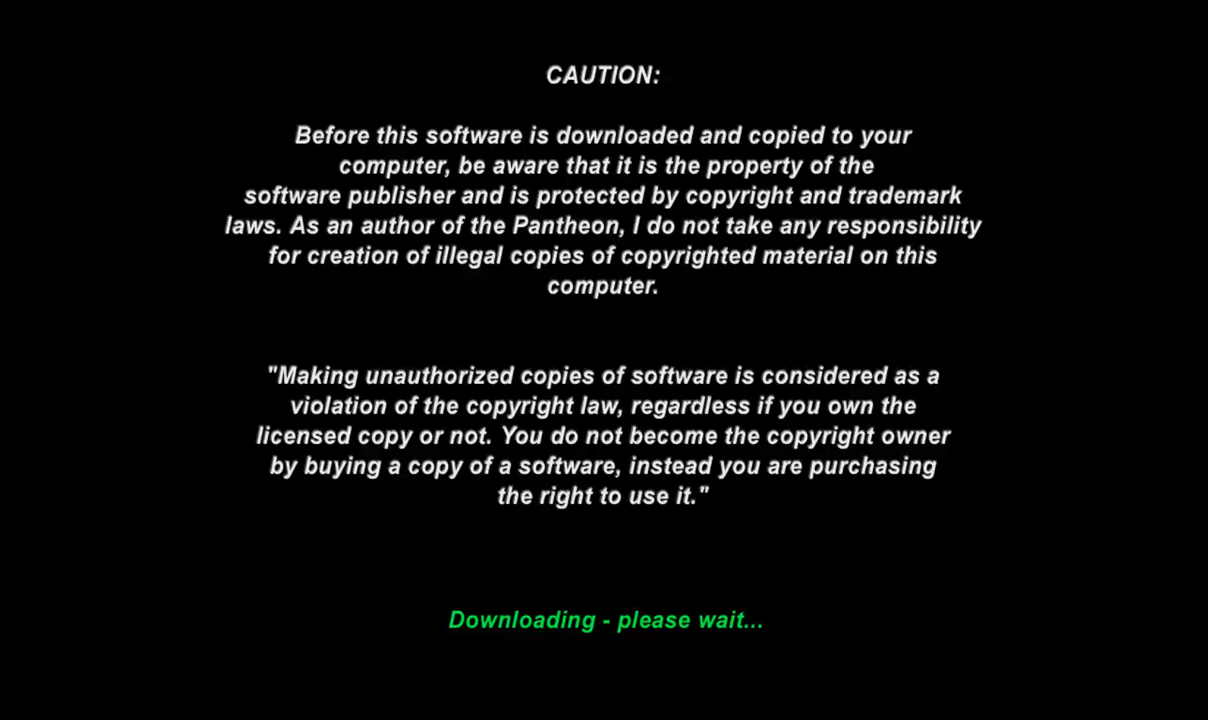 CAUTION:
Before this software is downloaded and copied to your
computer, be aware that it is the property of the
software publisher and is protected by copyright and trademark
laws. As an author of the Pantheon, I do not take any responsibility
for creation of illegal copies of copyrighted material on this
computer.
"Making unauthorized copies of software is considered as a
violation of the copyright law, regardless if you own the
licensed copy or not. You do not become the copyright owner
by buying a copy of a software, instead you are purchasing
the right to use it."
Downloading - please wait...